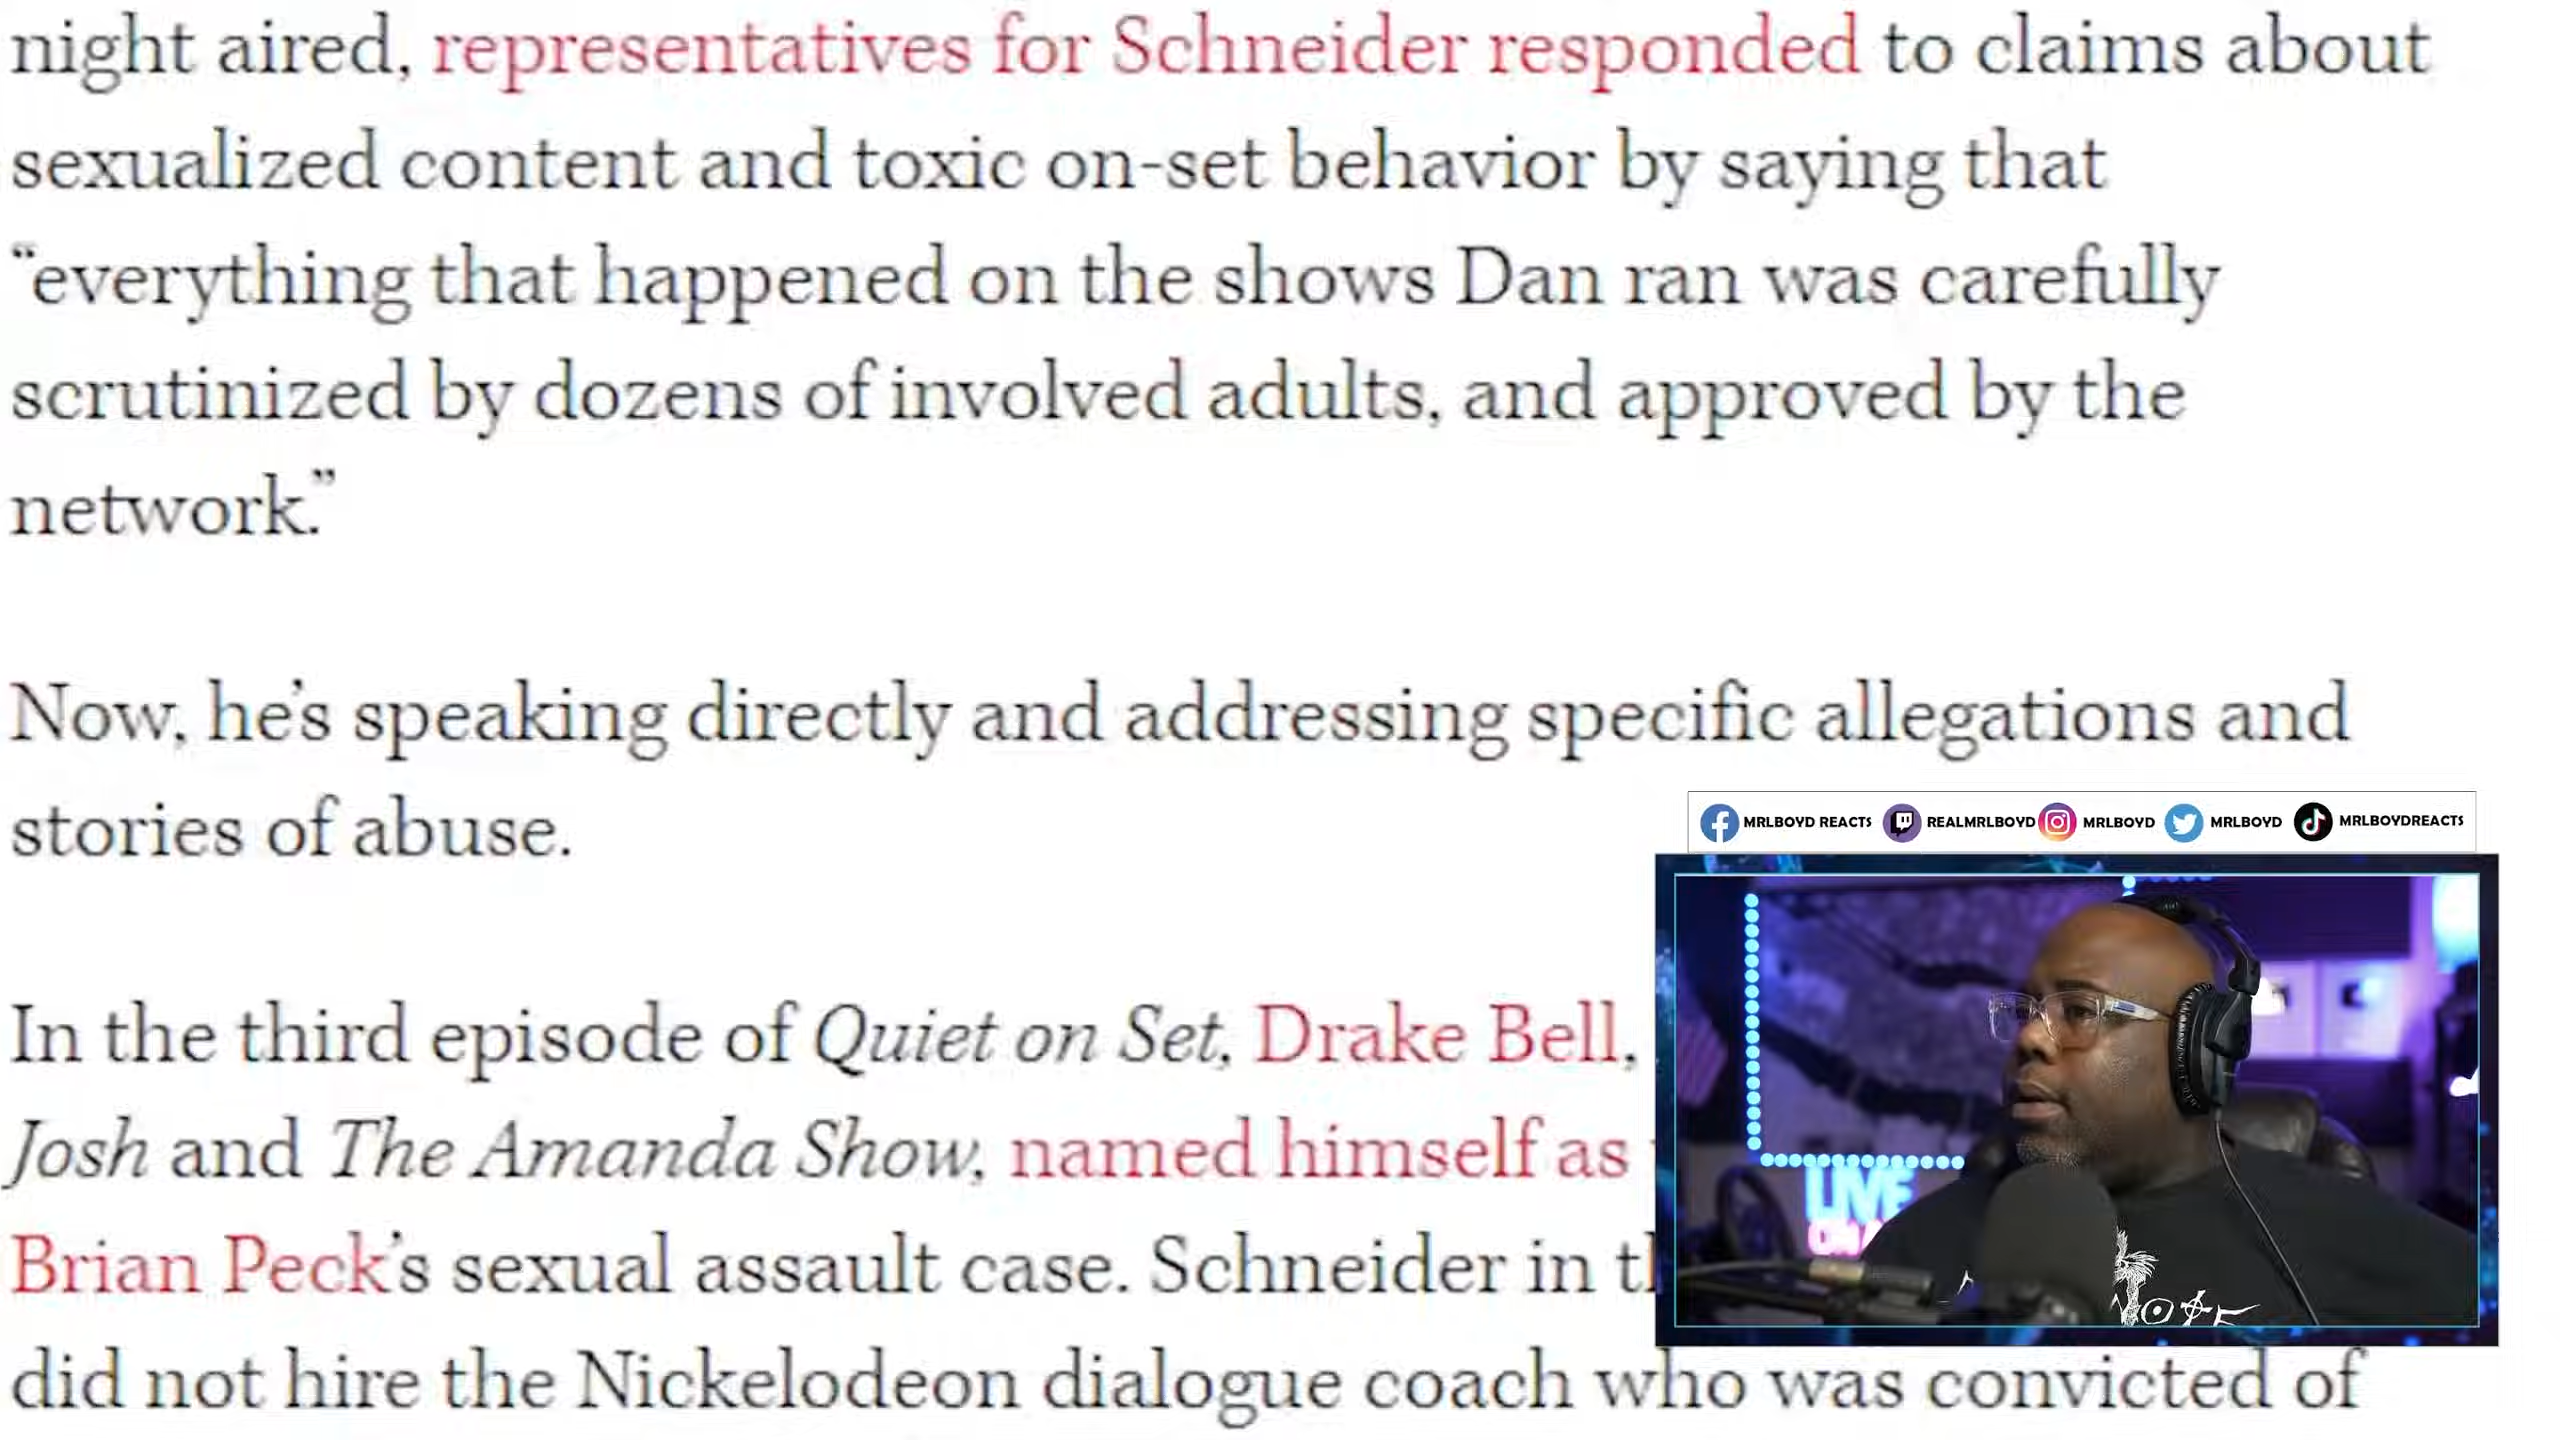 night aired, representatives for Schneider responded to claims about
sexualized content and toxic on-set behavior by saying that
“everything that happened on the shows Dan ran was carefully
scrutinized by dozens of involved adults, and approved by the
network.”
Now, he’s speaking directly and addressing specific allegations and
stories of abuse.
MRLBOYD REACTS REALMRLBOYD MRLBOYD MRLBOYD MRLBOYDREACTS
In the third episode of Quiet on Set, Drake Bell,
Josh and The Amanda Show, named himself as
Brian Peck’s sexual assault case. Schneider in
did not hire the Nickelodeon dialogue coach who was convicted of
LIVE